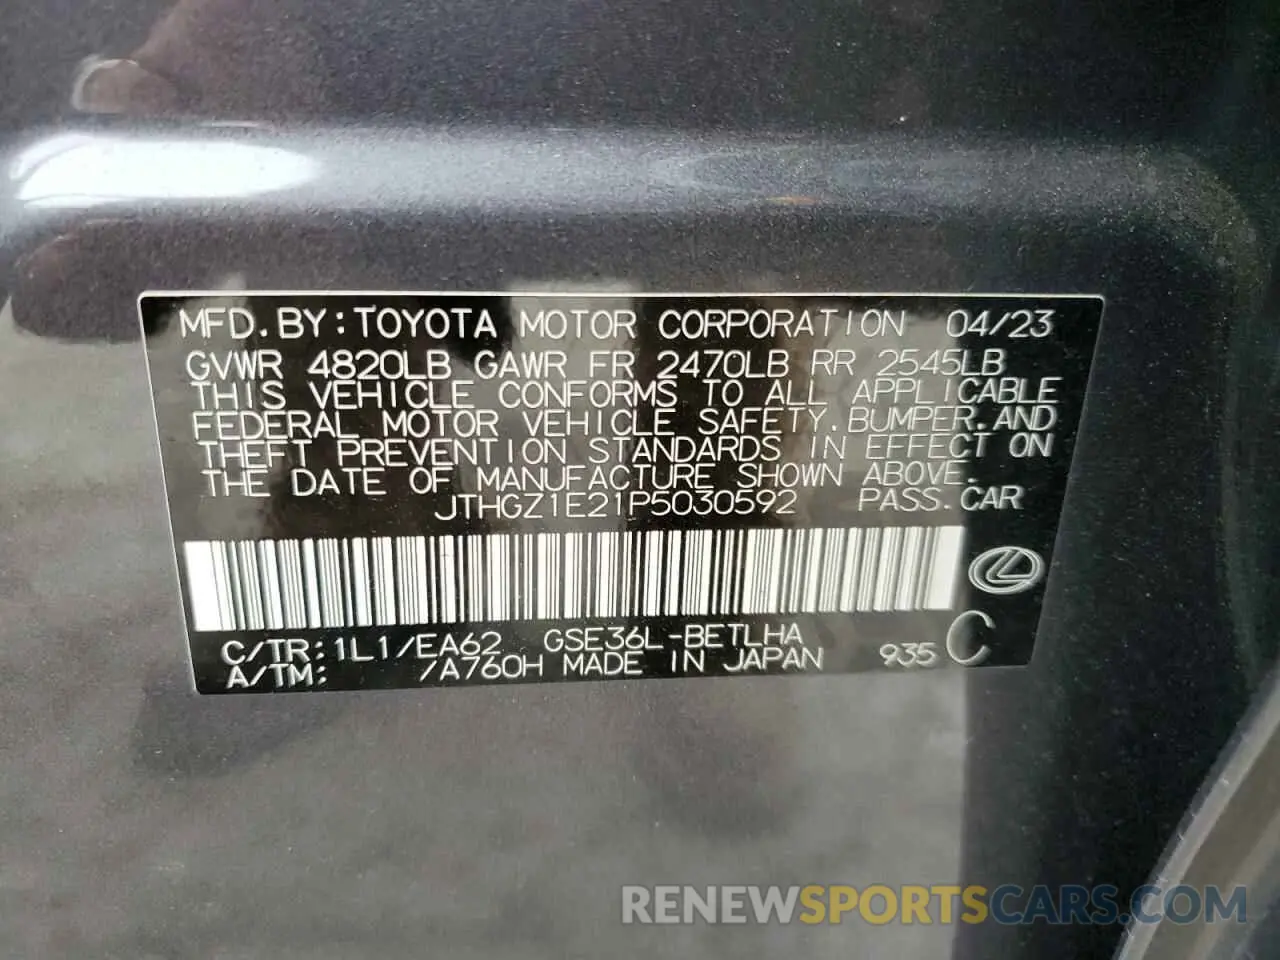 MFD. BY: TOYOTA MOTOR CORPORATION 04/23
GVWR 4820LB GAWR FR 2470LB RR 2545LB
THIS VEHICLE CONFORMS TO ALL APPLICABLE
FEDERAL MOTOR VEHICLE SAFETY, BUMPER, AND
THEFT PREVENTION STANDARDS IN EFFECT ON
THE DATE OF MANUFACTURE SHOWN ABOVE.
JTHGZ1E21P5030592 PASS. CAR
C/TR: 1L1/EA62 GSE36L-BETLHA
A/TM: /A760H MADE IN JAPAN 935 C
RENEWSPORTSCARS.COM